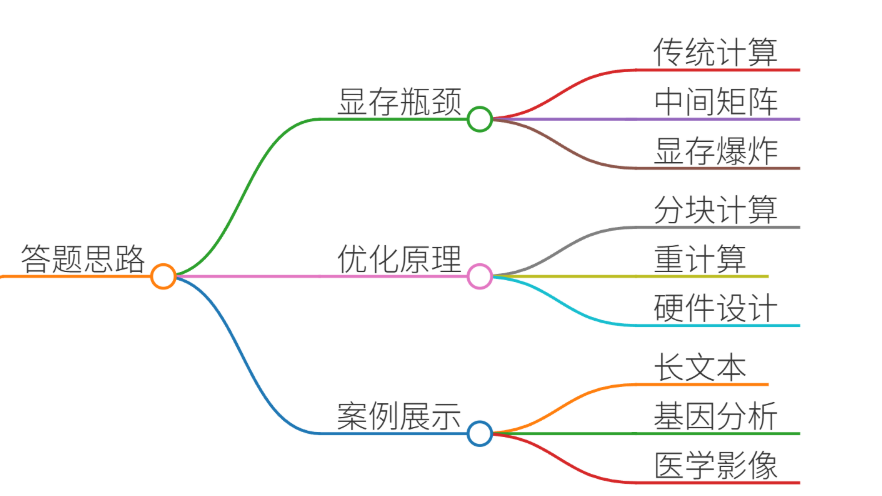 答题思路
显存瓶颈
传统计算
中间矩阵
显存爆炸
优化原理
分块计算
重计算
硬件设计
案例展示
长文本
基因分析
医学影像